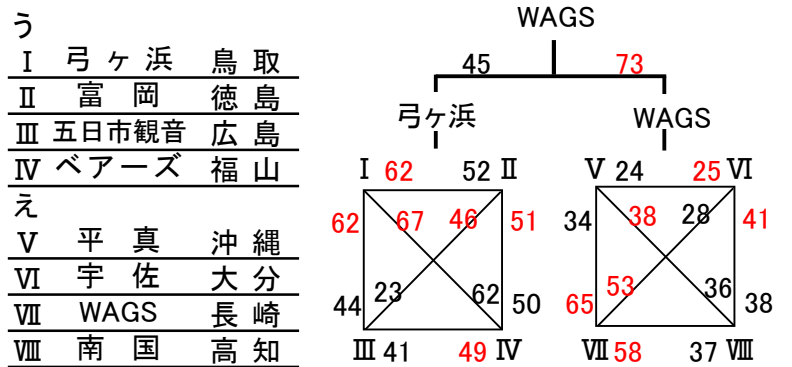 う
Ⅰ 弓ヶ浜 鳥取
Ⅱ 富岡 徳島
Ⅲ 五日市観音 広島
Ⅳ ベアーズ 福山
え
Ⅴ 平真 沖縄
Ⅵ 宇佐 大分
Ⅶ WAGS 長崎
Ⅷ 南国 高知
WAGS
45 73
弓ヶ浜 WAGS
Ⅰ 62 52 Ⅱ
62 67 46 51
44 23 62 50
Ⅲ 41 49 Ⅳ
Ⅴ 24 25 Ⅵ
34 38 28 41
65 53 36 38
Ⅶ 58 37 Ⅷ